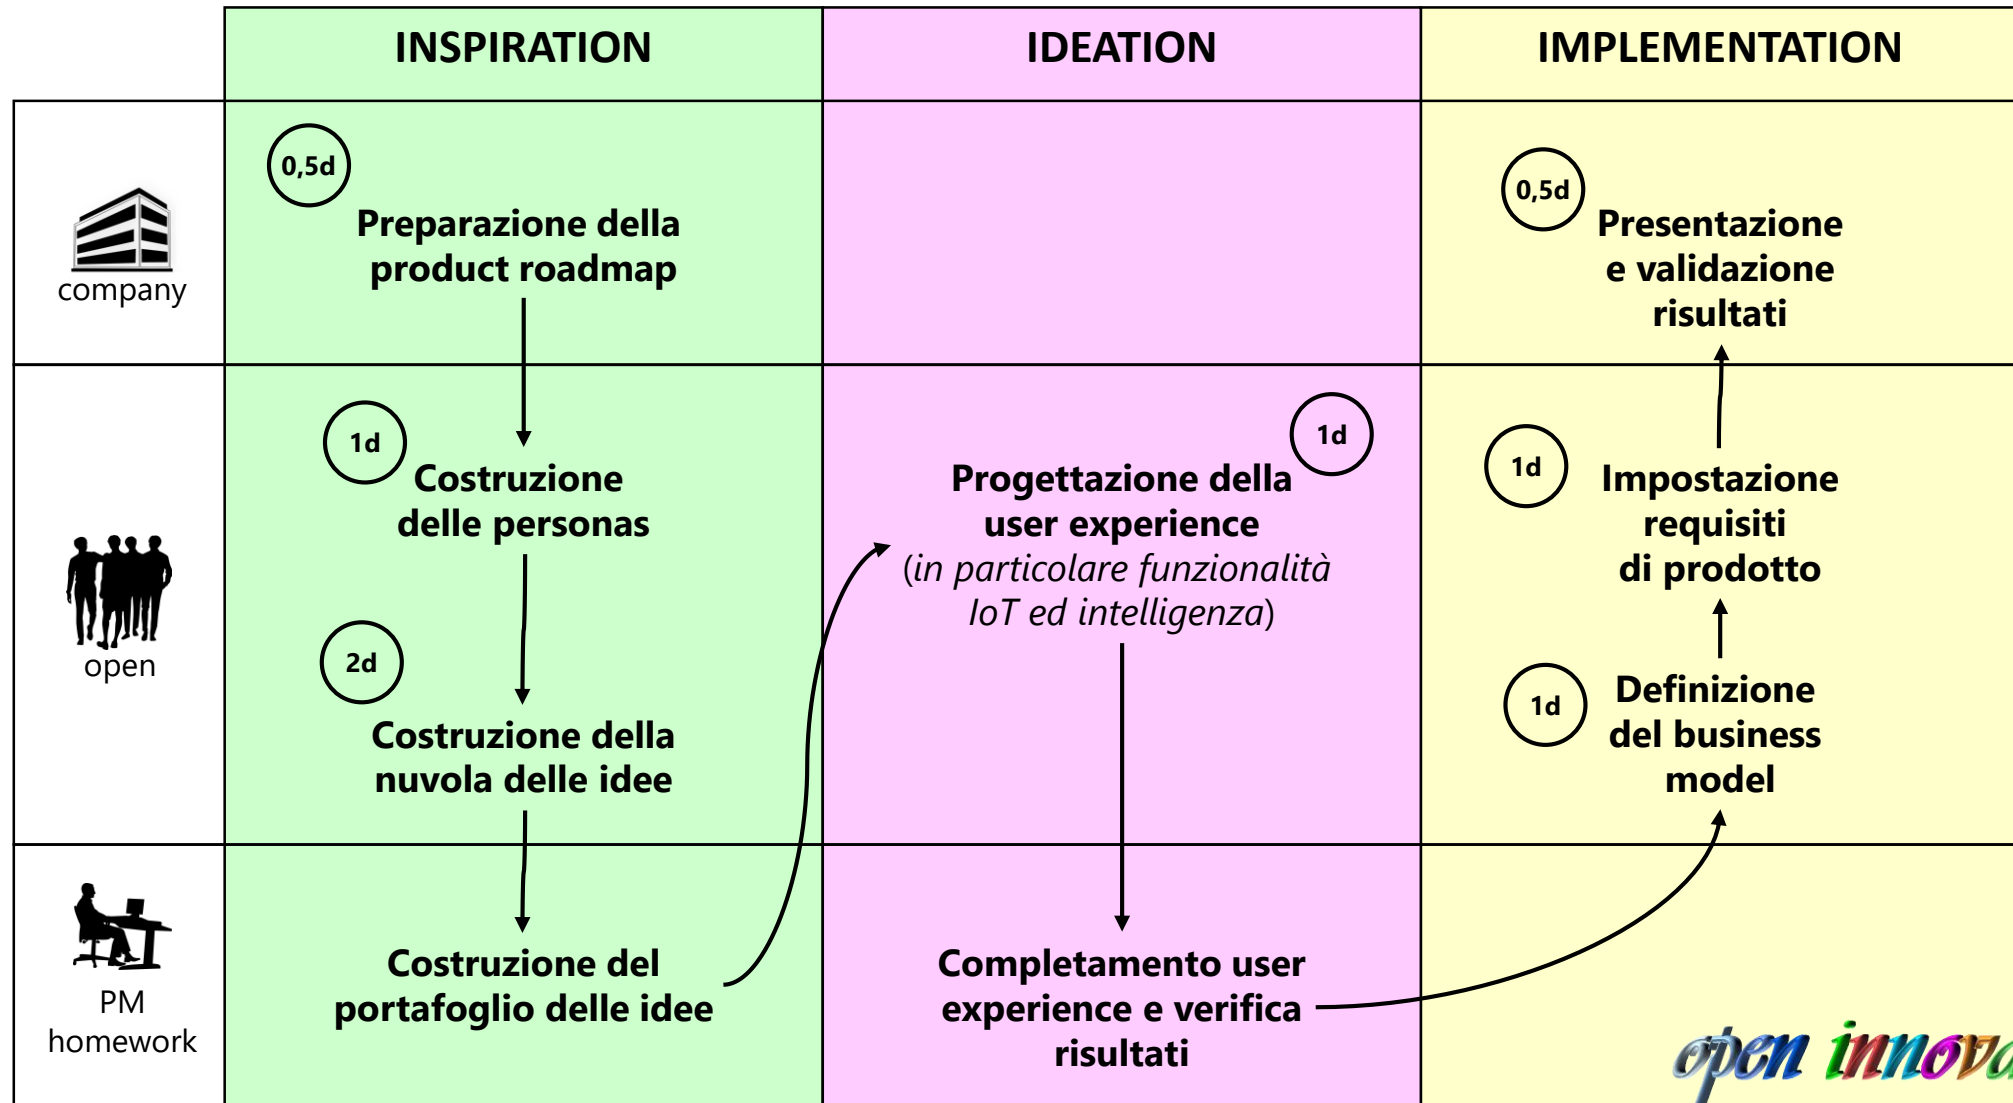 INSPIRATION
IDEATION
IMPLEMENTATION
company
0,5d
Preparazione della
product roadmap
0,5d
Presentazione
e validazione
risultati
open
1d
Costruzione
delle personas
2d
Costruzione della
nuvola delle idee
1d
Progettazione della
user experience
(in particolare funzionalità
IoT ed intelligenza)
1d
Impostazione
requisiti
di prodotto
1d
Definizione
del business
model
PM
homework
Costruzione del
portafoglio delle idee
Completamento user
experience e verifica
risultati
open